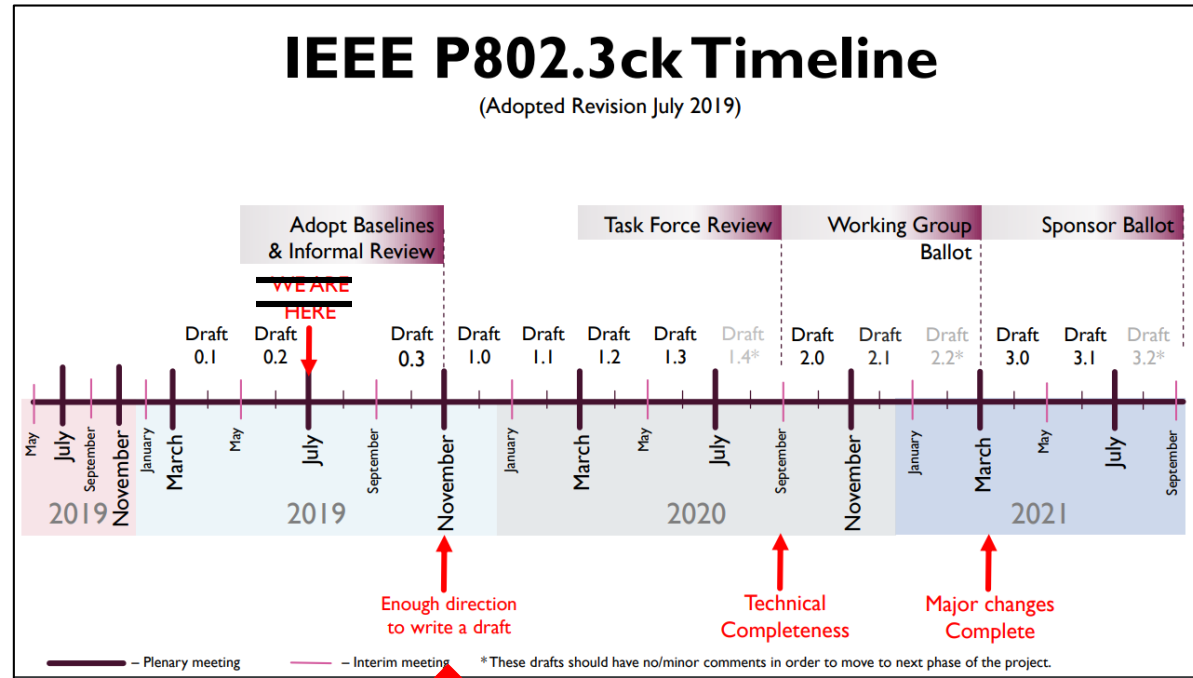 IEEE P802.3ck Timeline
(Adopted Revision July 2019)
Adopt Baselines
& Informal Review
Task Force Review
Working Group
Ballot
Sponsor Ballot
WE ARE
HERE
Draft 0.1
Draft 0.2
Draft 0.3
Draft 1.0
Draft 1.1
Draft 1.2
Draft 1.3
Draft 1.4*
Draft 2.0
Draft 2.1
Draft 2.2*
Draft 3.0
Draft 3.1
Draft 3.2*
May
July
September
November
January
March
May
July
September
November
January
March
May
July
September
November
January
March
May
July
September
2019
2019
2020
2021
Enough direction
to write a draft
Technical
Completeness
Major changes
Complete
– Plenary meeting
– Interim meeting
* These drafts should have no/minor comments in order to move to next phase of the project.